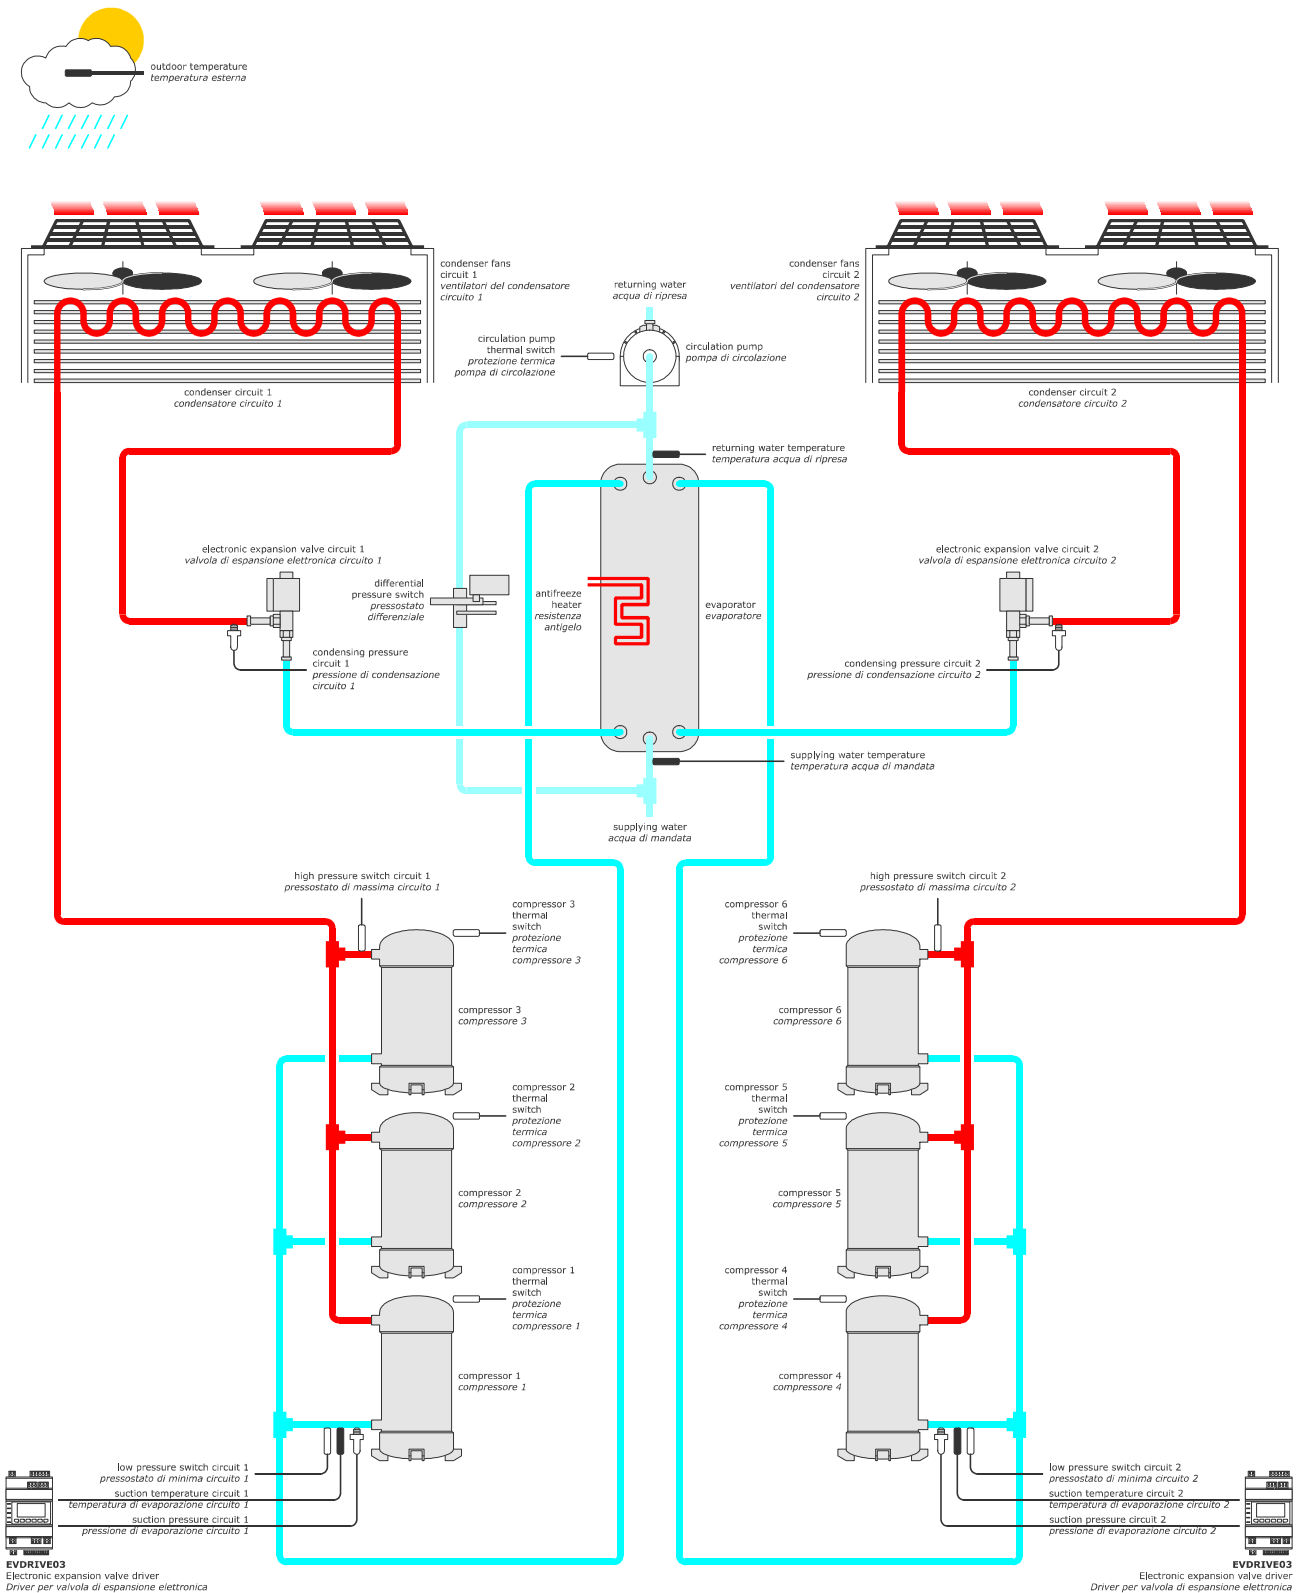 outdoor temperature
temperatura esterna
condenser fans
circuit 1
ventilatori del condensatore
circuito 1
condenser fans
circuit 2
ventilatori del condensatore
circuito 2
returning water
acqua di ripresa
circulation pump
thermal switch
protezione termica
pompa di circolazione
circulation pump
pompa di circolazione
condenser circuit 1
condensatore circuito 1
condenser circuit 2
condensatore circuito 2
returning water temperature
temperatura acqua di ripresa
electronic expansion valve circuit 1
valvola di espansione elettronica circuito 1
electronic expansion valve circuit 2
valvola di espansione elettronica circuito 2
differential
pressure switch
pressostato
differenziale
antifreeze
heater
resistenza
antigelo
evaporator
evaporatore
condensing pressure
circuit 1
pressione di condensazione
circuito 1
condensing pressure circuit 2
pressione di condensazione circuito 2
supplying water temperature
temperatura acqua di mandata
supplying water
acqua di mandata
high pressure switch circuit 1
pressostato di massima circuito 1
high pressure switch circuit 2
pressostato di massima circuito 2
compressor 3
thermal
switch
protezione
termica
compressore 3
compressor 6
thermal
switch
protezione
termica
compressore 6
compressor 3
compressore 3
compressor 6
compressore 6
compressor 2
thermal
switch
protezione
termica
compressore 2
compressor 5
thermal
switch
protezione
termica
compressore 5
compressor 2
compressore 2
compressor 5
compressore 5
compressor 1
thermal
switch
protezione
termica
compressore 1
compressor 4
thermal
switch
protezione
termica
compressore 4
compressor 1
compressore 1
compressor 4
compressore 4
low pressure switch circuit 1
pressostato di minima circuito 1
suction temperature circuit 1
temperatura di evaporazione circuito 1
suction pressure circuit 1
pressione di evaporazione circuito 1
low pressure switch circuit 2
pressostato di minima circuito 2
suction temperature circuit 2
temperatura di evaporazione circuito 2
suction pressure circuit 2
pressione di evaporazione circuito 2
EVDRIVE03
Electronic expansion valve driver
Driver per valvola di espansione elettronica
EVDRIVE03
Electronic expansion valve driver
Driver per valvola di espansione elettronica